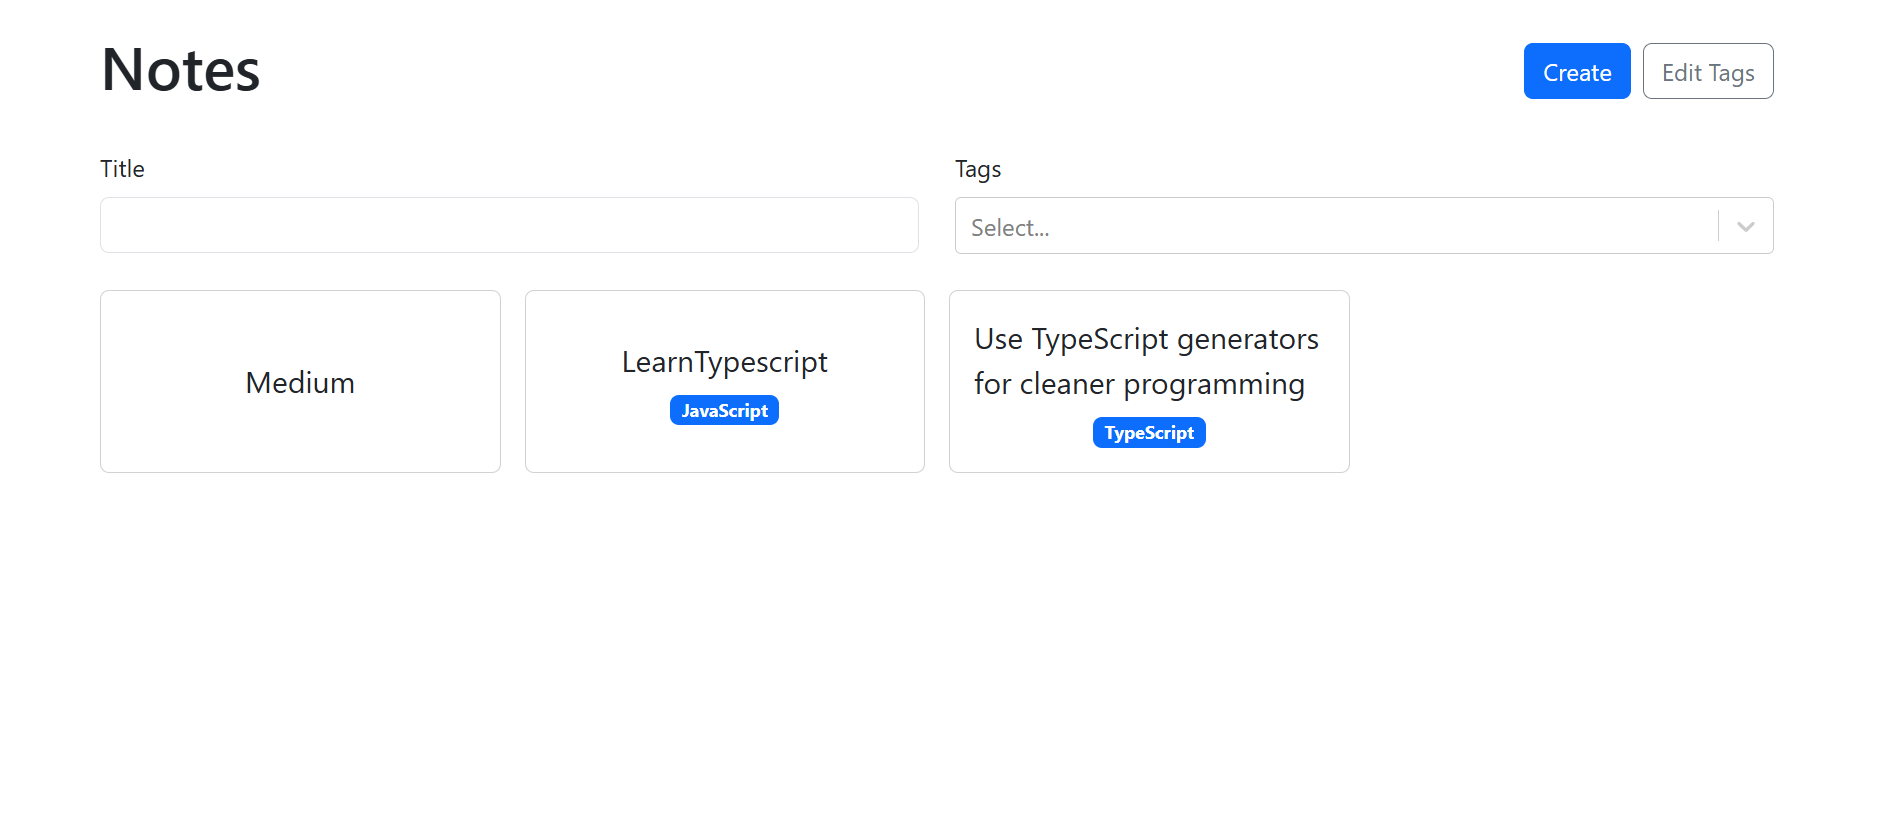 Notes
Create
Edit Tags
Title
Tags
Select...
Medium
LearnTypescript
JavaScript
Use TypeScript generators
for cleaner programming
TypeScript